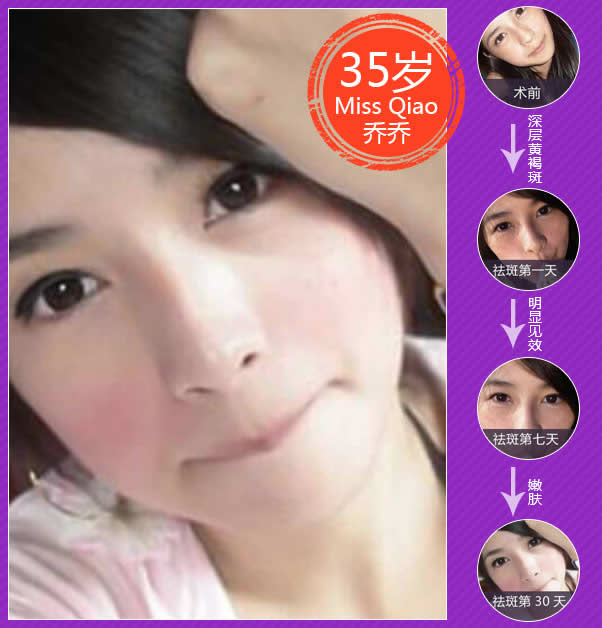 35岁
Miss Qiao
乔乔
术前
深层黄褐斑
祛斑第一天
明显见效
祛斑第七天
嫩肤
祛斑第 30 天